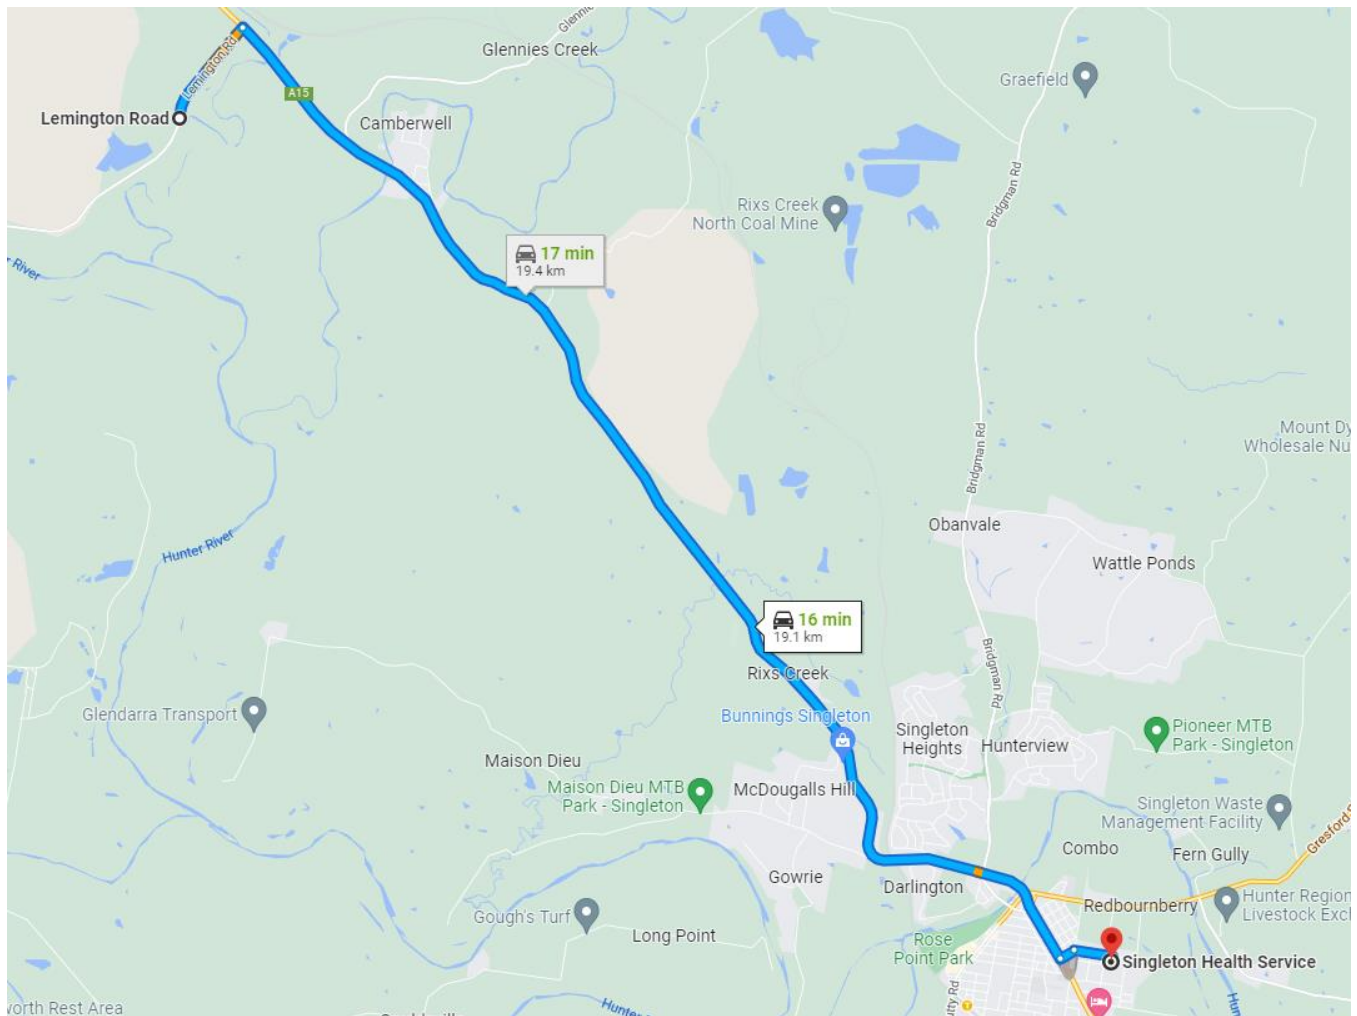 Glennies Creek
Lemington Rd
Graefield
A15
Lemington Road
Camberwell
Bridgman Rd
Rixs Creek
North Coal Mine
17 min
19.4 km
River
Mount Dy
Wholesale Nu
Bridgman Rd
Obanvale
Hunter River
Wattle Ponds
16 min
19.1 km
Rixs Creek
Bridgman Rd
Glendarra Transport
Bunnings Singleton
Singleton
Heights
Hunterview
Pioneer MTB
Park - Singleton
Maison Dieu
Maison Dieu MTB
Park - Singleton
McDougalls Hill
Singleton Waste
Management Facility
Combo
Fern Gully
Gresford
Gowrie
Darlington
Hunter Region
Livestock Exc
Redbournberry
Gough's Turf
Long Point
Rose
Point Park
Singleton Health Service
orth Rest Area
Hunte
Hun